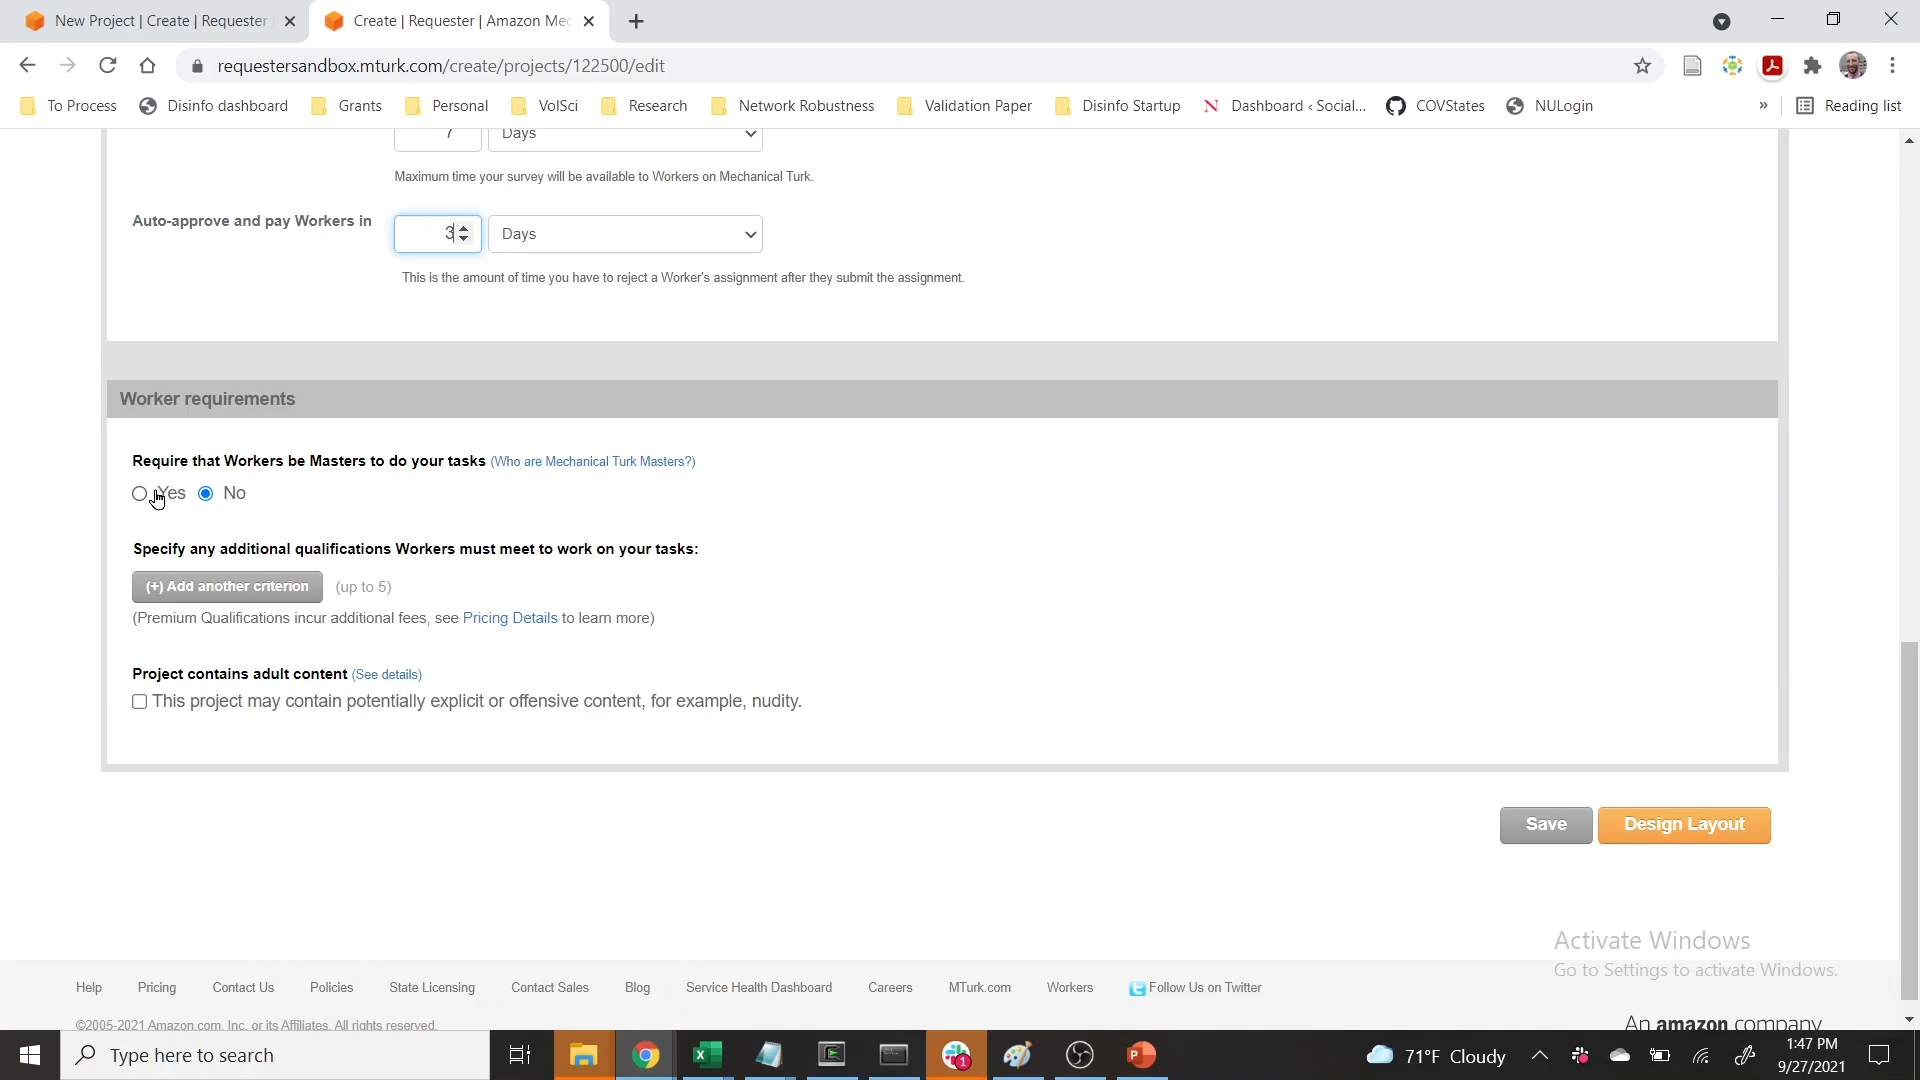 New Project | Create | Requester
Create | Requester | Amazon Mec
requestersandbox.mturk.com/create/projects/122500/edit
To Process
Disinfo dashboard
Grants
Personal
VolSci
Research
Network Robustness
Validation Paper
Disinfo Startup
Dashboard ‹ Social...
COVStates
NULogin
»
Reading list
7 Days
Maximum time your survey will be available to Workers on Mechanical Turk.
Auto-approve and pay Workers in 3 Days
This is the amount of time you have to reject a Worker's assignment after they submit the assignment.
Worker requirements
Require that Workers be Masters to do your tasks (Who are Mechanical Turk Masters?)
Yes No
Specify any additional qualifications Workers must meet to work on your tasks:
(+) Add another criterion (up to 5)
(Premium Qualifications incur additional fees, see Pricing Details to learn more)
Project contains adult content (See details)
This project may contain potentially explicit or offensive content, for example, nudity.
Save Design Layout
Activate Windows
Go to Settings to activate Windows.
Help Pricing Contact Us Policies State Licensing Contact Sales Blog Service Health Dashboard Careers MTurk.com Workers Follow Us on Twitter
©2005-2021 Amazon.com, Inc. or its Affiliates. All rights reserved.
An amazon company
Type here to search
71°F Cloudy
1:47 PM
9/27/2021